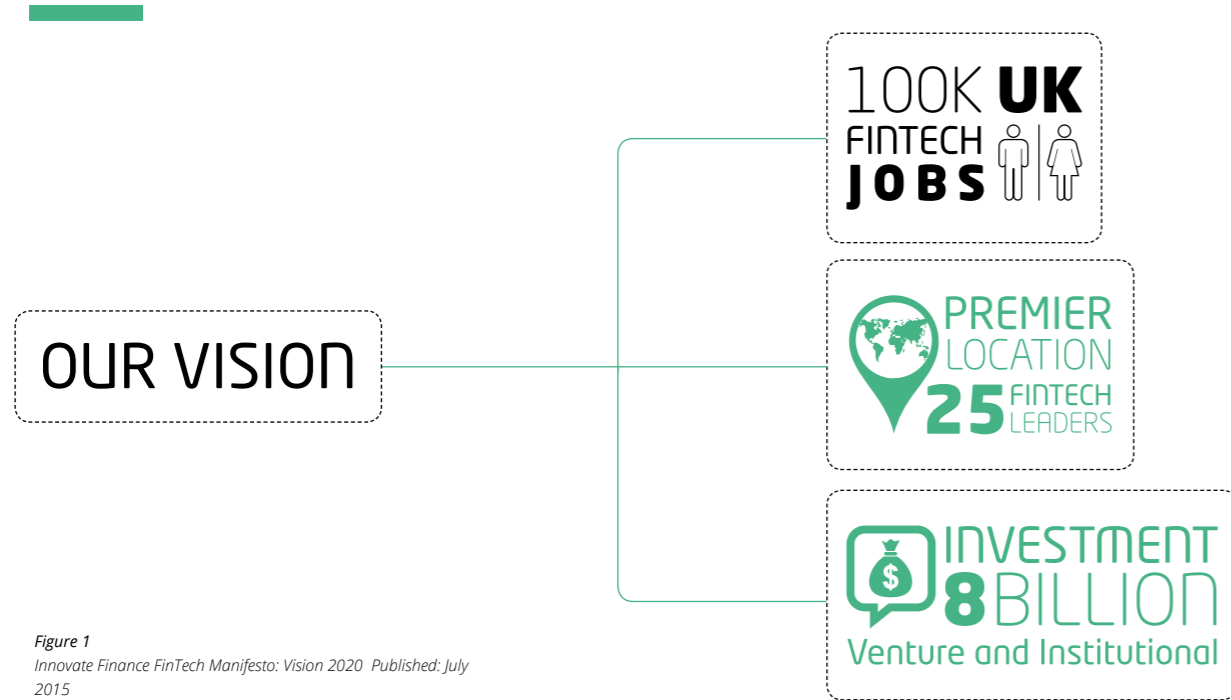 OUR VISION
100K UK
FINTECH
JOBS
PREMIER
LOCATION
25 FINTECH
LEADERS
$
INVESTMENT
8 BILLION
Venture and Institutional
Figure 1
Innovate Finance FinTech Manifesto: Vision 2020 Published: July
2015